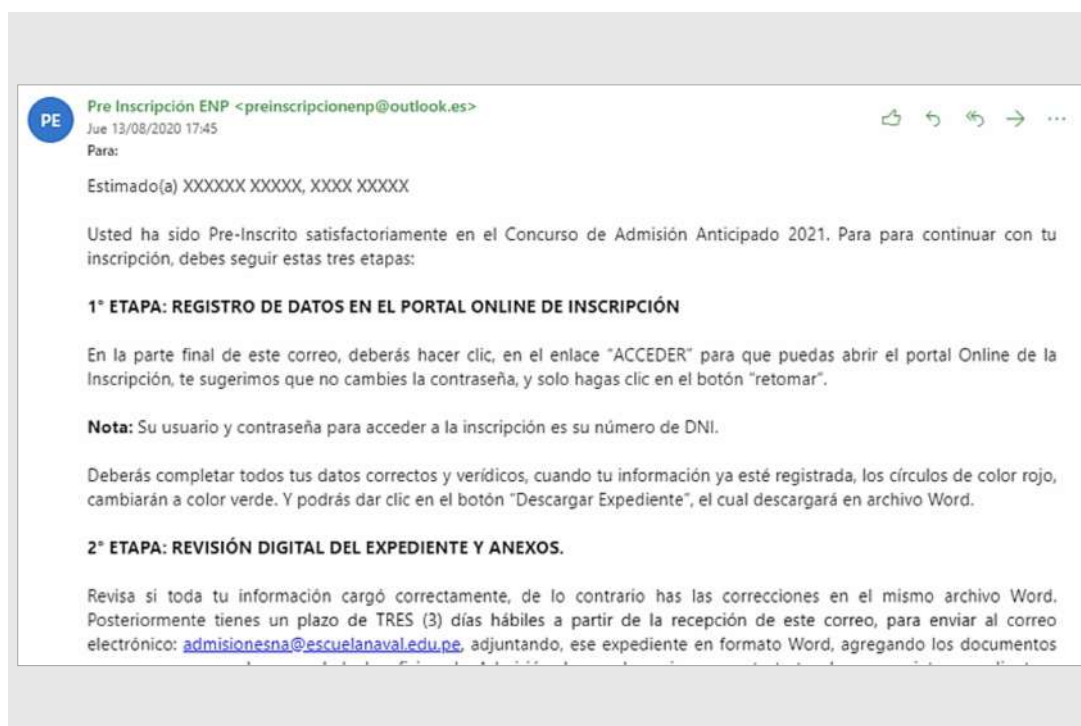 PE
Pre Inscripción ENP <preinscripcionenp@outlook.es>
Jue 13/08/2020 17:45
Para:
Estimado(a) XXXXXX XXXXX, XXXX XXXXX
Usted ha sido Pre-Inscrito satisfactoriamente en el Concurso de Admisión Anticipado 2021. Para para continuar con tu
inscripción, debes seguir estas tres etapas:
1° ETAPA: REGISTRO DE DATOS EN EL PORTAL ONLINE DE INSCRIPCIÓN
En la parte final de este correo, deberás hacer clic, en el enlace "ACCEDER" para que puedas abrir el portal Online de la
Inscripción, te sugerimos que no cambies la contraseña, y solo hagas clic en el botón "retomar".
Nota: Su usuario y contraseña para acceder a la inscripción es su número de DNI.
Deberás completar todos tus datos correctos y verídicos, cuando tu información ya esté registrada, los círculos de color rojo,
cambiarán a color verde. Y podrás dar clic en el botón "Descargar Expediente", el cual descargará en archivo Word.
2° ETAPA: REVISIÓN DIGITAL DEL EXPEDIENTE Y ANEXOS.
Revisa si toda tu información cargó correctamente, de lo contrario has las correcciones en el mismo archivo Word.
Posteriormente tienes un plazo de TRES (3) días hábiles a partir de la recepción de este correo, para enviar al correo
electrónico: admisionesna@escuelanaval.edu.pe, adjuntando, ese expediente en formato Word, agregando los documentos